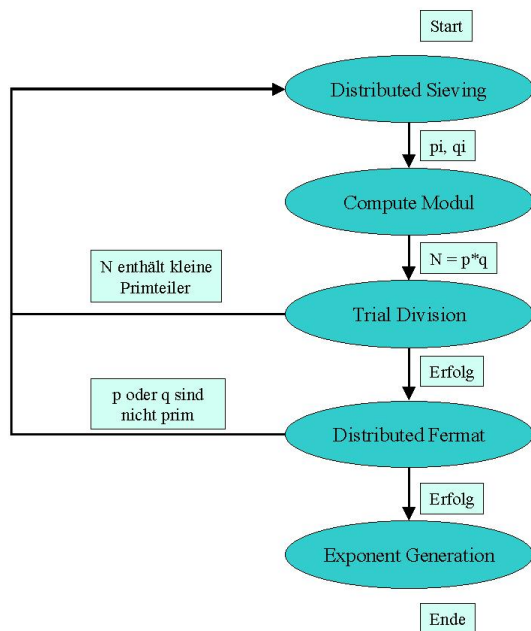 Start
Distributed Sieving
pi, qi
Compute Modul
N = p*q
N enthält kleine
Primteiler
Trial Division
Erfolg
p oder q sind
nicht prim
Distributed Fermat
Erfolg
Exponent Generation
Ende